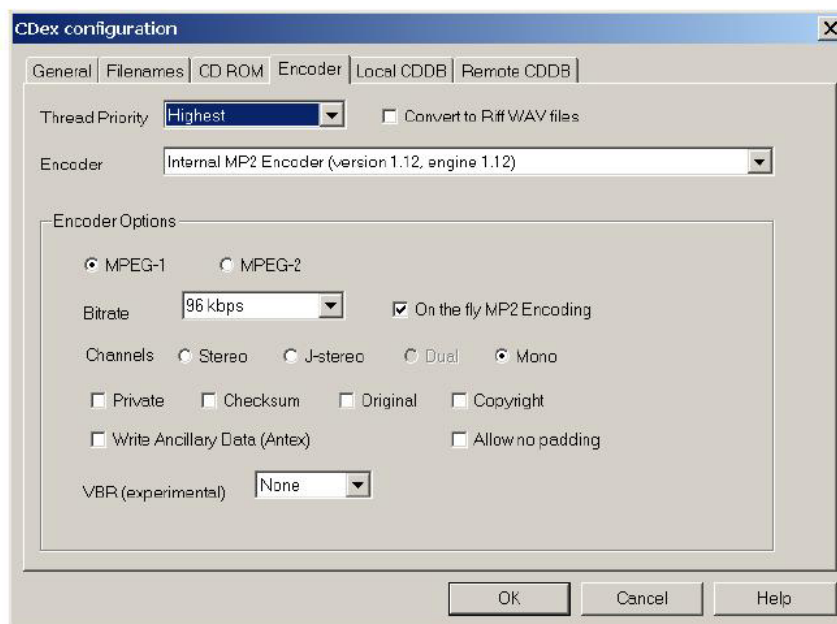 CDex configuration
General Filenames CD ROM Encoder Local CDDB Remote CDDB
Thread Priority Highest Convert to Riff WAV files
Encoder Internal MP2 Encoder (version 1.12, engine 1.12)
Encoder Options
MPEG-1 MPEG-2
Bitrate 96 kbps On the fly MP2 Encoding
Channels Stereo J-stereo Dual Mono
Private Checksum Original Copyright
Write Ancillary Data (Antex) Allow no padding
VBR (experimental) None
OK Cancel Help